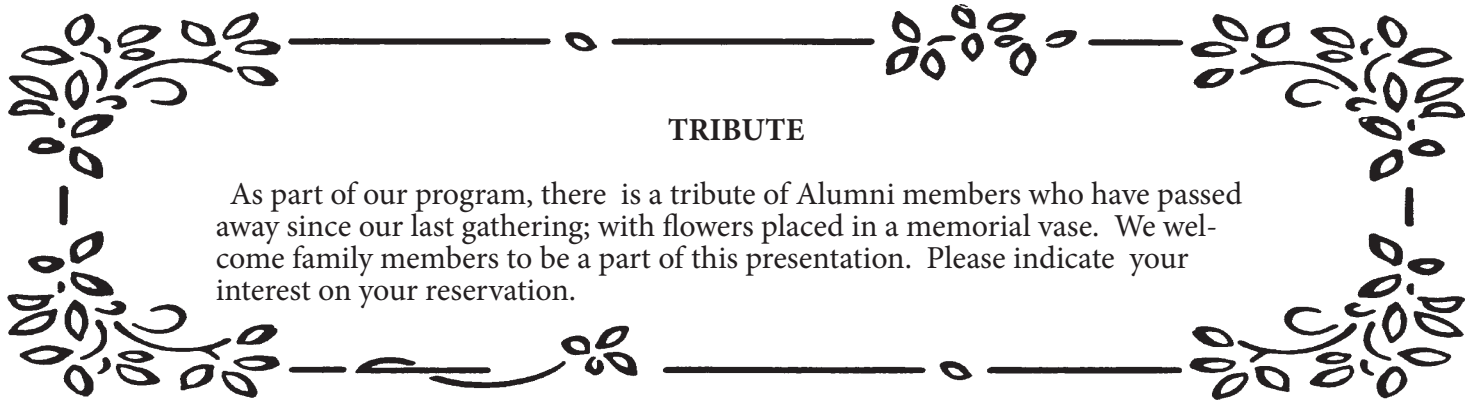 TRIBUTE
As part of our program, there is a tribute of Alumni members who have passed
away since our last gathering; with flowers placed in a memorial vase. We wel-
come family members to be a part of this presentation. Please indicate your
interest on your reservation.